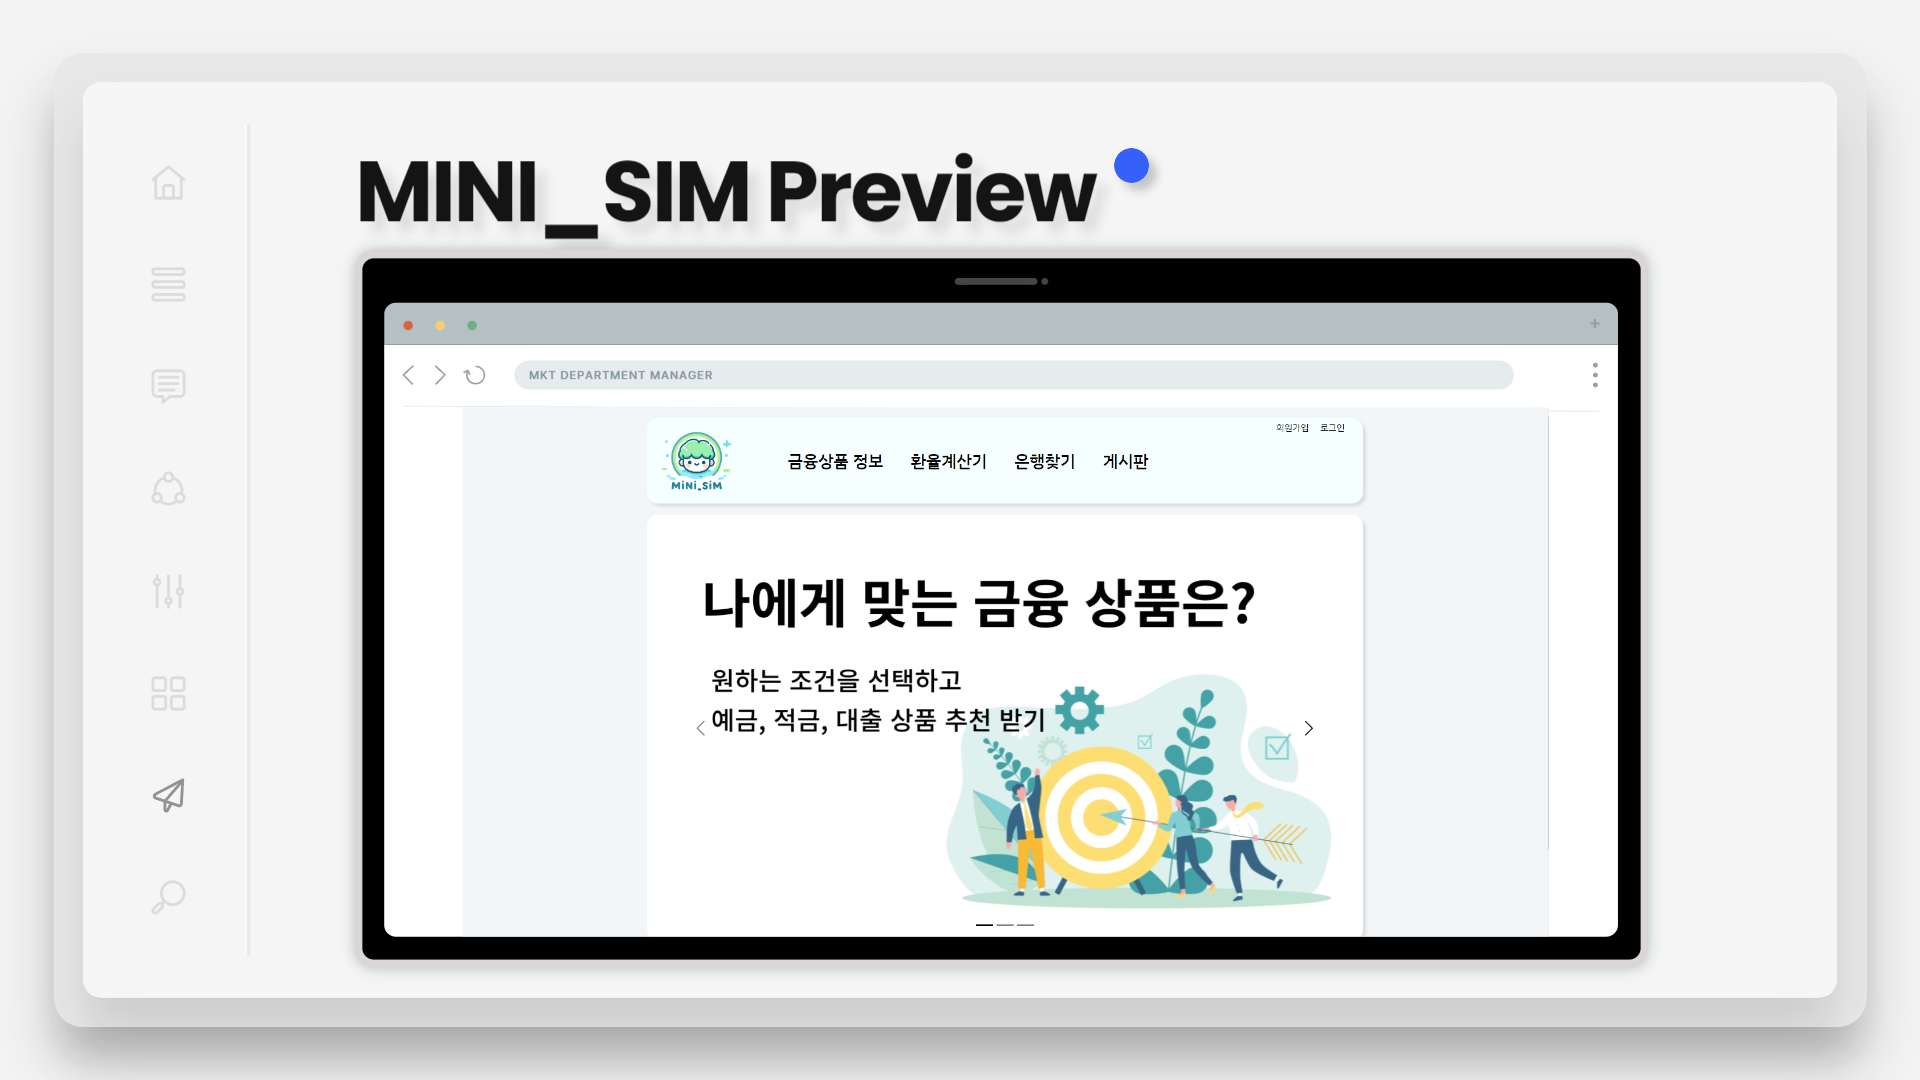 MINI_SIM Preview
MKT DEPARTMENT MANAGER
회원가입 로그인
MiNi_SiM
금융상품 정보 환율계산기 은행찾기 게시판
나에게 맞는 금융 상품은?
원하는 조건을 선택하고
예금, 적금, 대출 상품 추천 받기